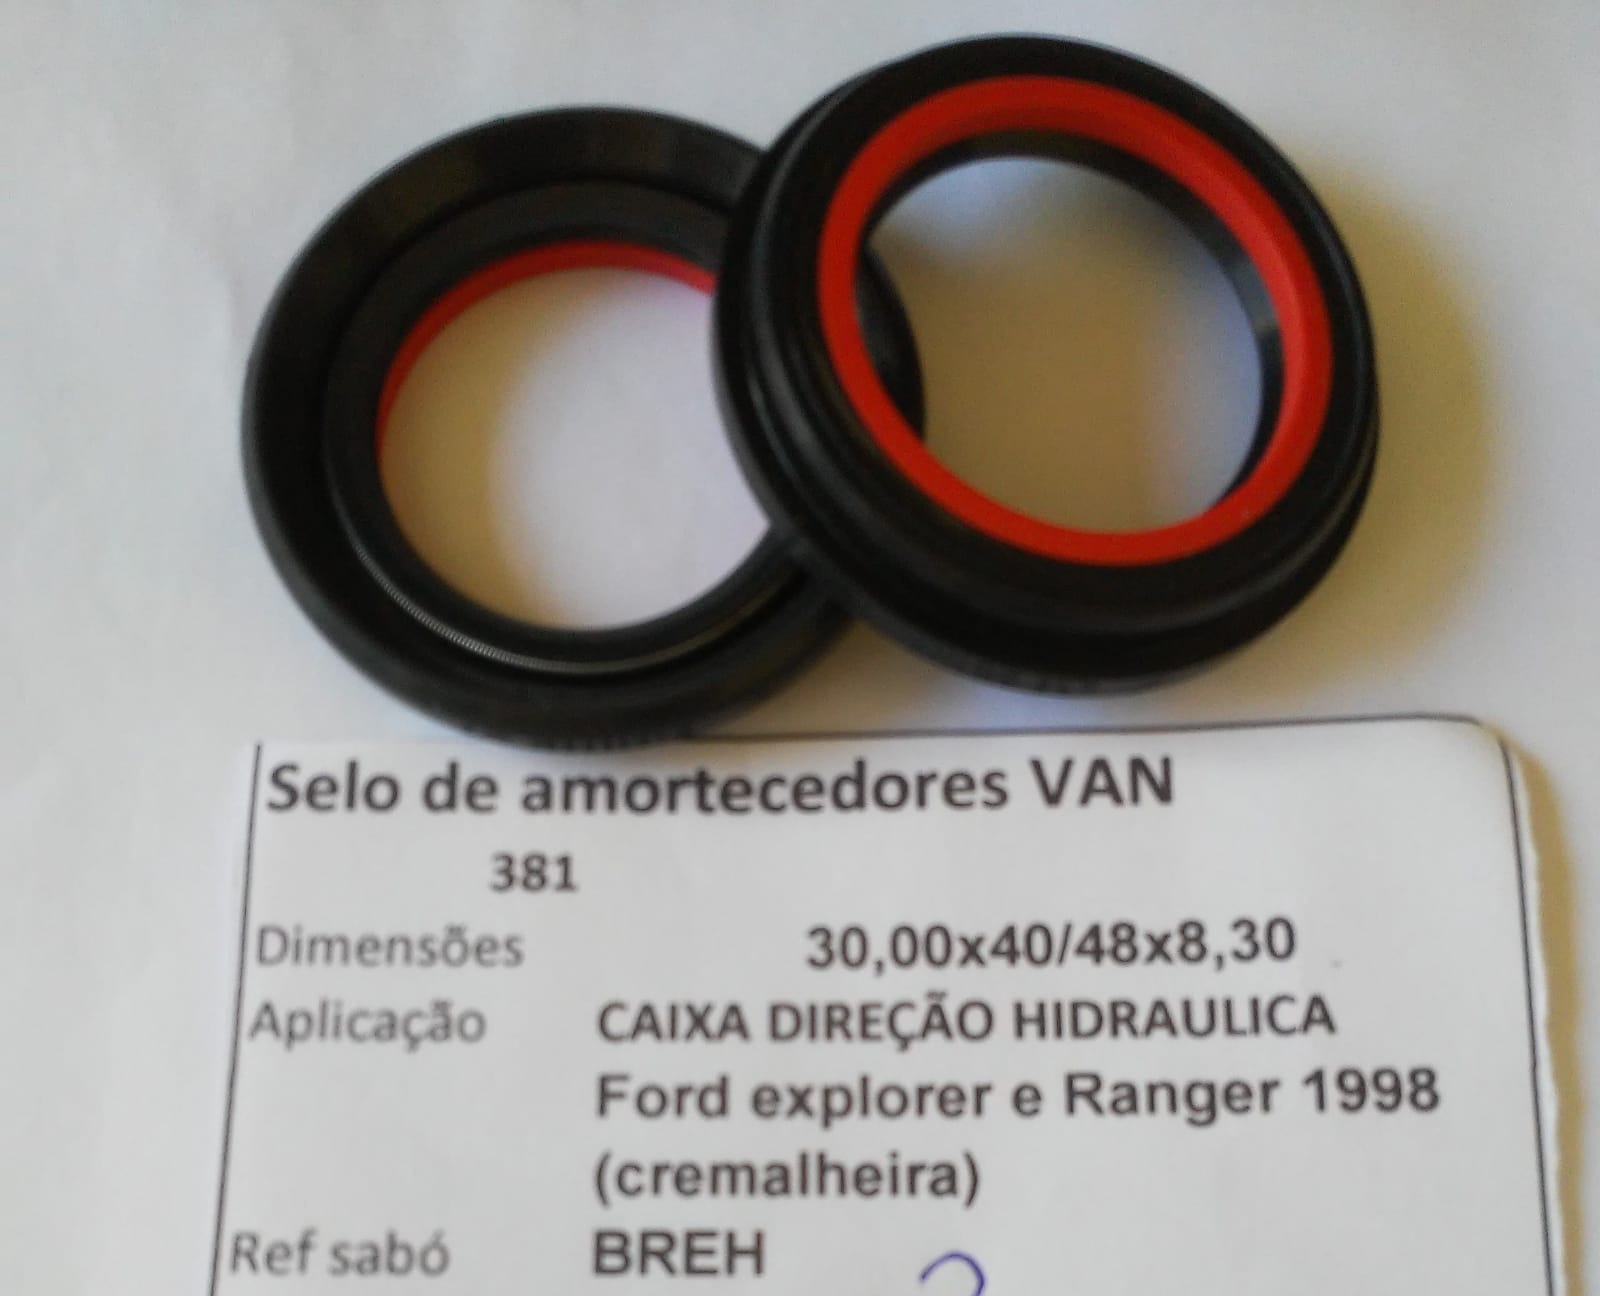 Selo de amortecedores VAN
381
Dimensões 30,00x40/48x8,30
Aplicação CAIXA DIREÇÃO HIDRAULICA
Ford explorer e Ranger 1998
(cremalheira)
Ref sabó BREH